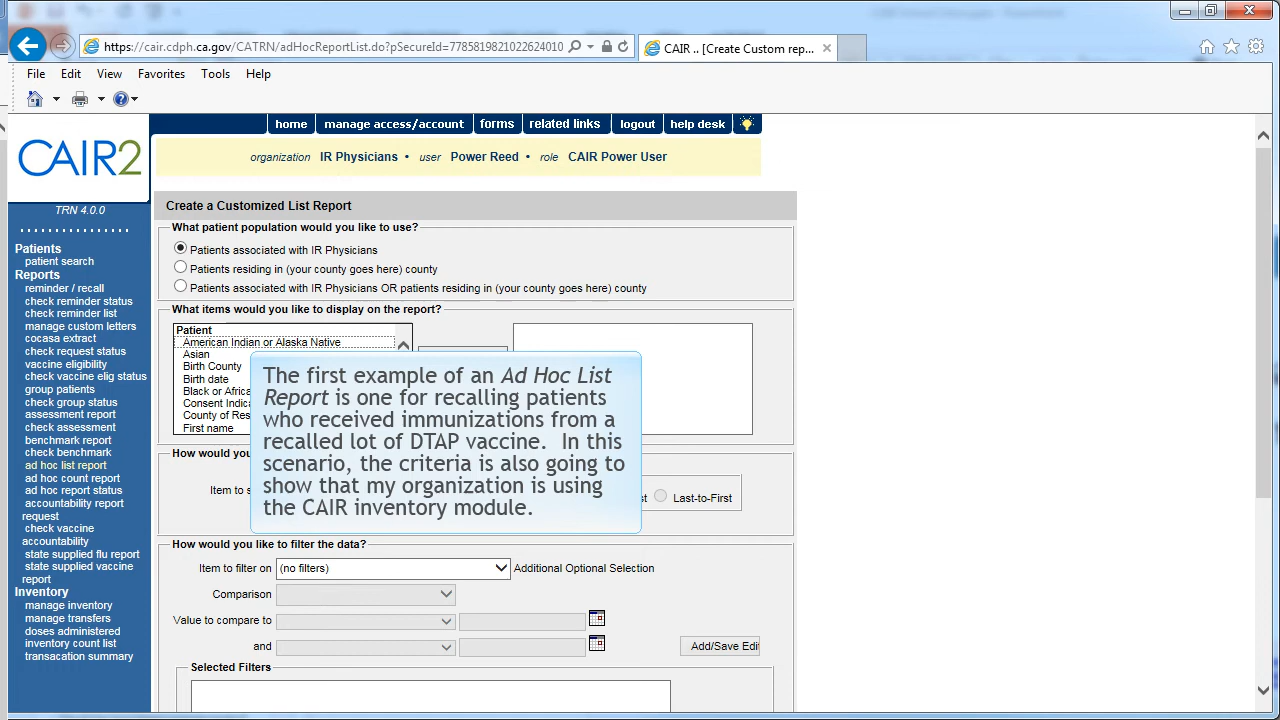 https://cair.cdph.ca.gov/CATRN/adHocReportList.do?pSecureId=7785819821022624010
CAIR .. [Create Custom rep...
File Edit View Favorites Tools Help
home manage access/account forms related links logout help desk
CAIR2
organization IR Physicians • user Power Reed • role CAIR Power User
TRN 4.0.0
Patients
patient search
Reports
reminder / recall
check reminder status
check reminder list
manage custom letters
cocasa extract
check request status
vaccine eligibility
check vaccine elig status
group patients
check group status
assessment report
check assessment
benchmark report
check benchmark
ad hoc list report
ad hoc count report
ad hoc report status
accountability report
request
check vaccine
accountability
state supplied flu report
state supplied vaccine
report
Inventory
manage inventory
manage transfers
doses administered
inventory count list
transacation summary
Create a Customized List Report
What patient population would you like to use?
Patients associated with IR Physicians
Patients residing in (your county goes here) county
Patients associated with IR Physicians OR patients residing in (your county goes here) county
What items would you like to display on the report?
Patient
American Indian or Alaska Native
Asian
Birth County
Birth date
Black or Africa
Consent Indic
County of Res
First name
The first example of an Ad Hoc List
Report is one for recalling patients
who received immunizations from a
recalled lot of DTAP vaccine. In this
scenario, the criteria is also going to
show that my organization is using
the CAIR inventory module.
How would you
Item to s
st Last-to-First
How would you like to filter the data?
Item to filter on (no filters) Additional Optional Selection
Comparison
Value to compare to
and Add/Save Edit
Selected Filters